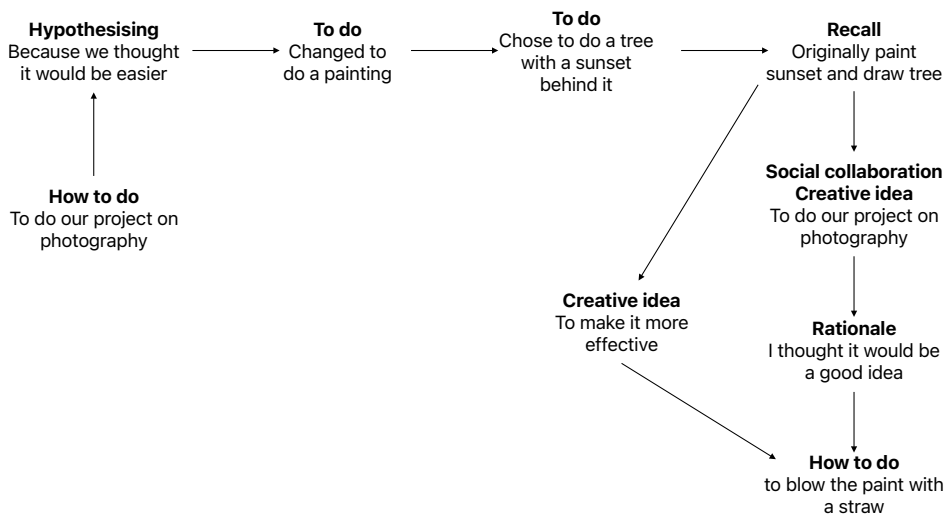 Hypothesising
Because we thought
it would be easier
To do
Changed to
do a painting
To do
Chose to do a tree
with a sunset
behind it
Recall
Originally paint
sunset and draw tree
How to do
To do our project on
photography
Social collaboration
Creative idea
To do our project on
photography
Creative idea
To make it more
effective
Rationale
I thought it would be
a good idea
How to do
to blow the paint with
a straw